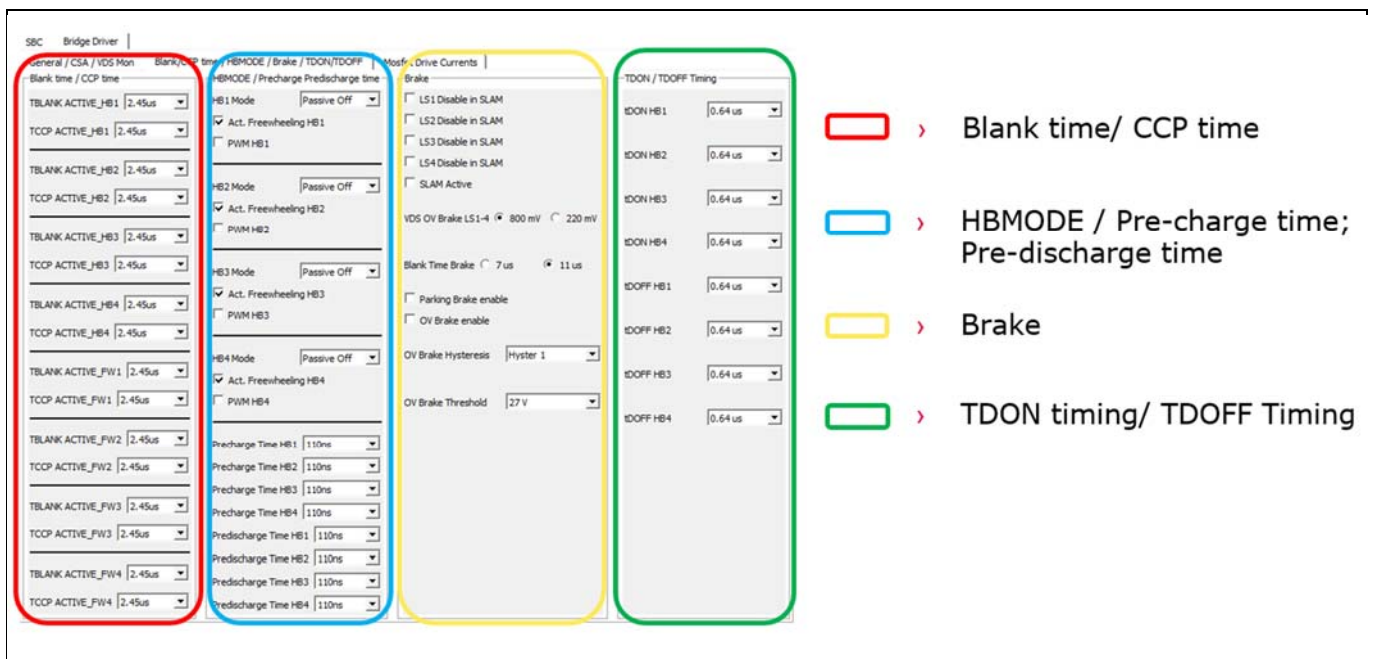 SBC Bridge Driver
General / CSA / VDS Mon Blank/CCP time / HBMODE / Brake / TDON/TDOFF Mosfet Drive Currents
Blank time / CCP time
TBLANK ACTIVE_HB1 2.45us
TCCP ACTIVE_HB1 2.45us
TBLANK ACTIVE_HB2 2.45us
TCCP ACTIVE_HB2 2.45us
TBLANK ACTIVE_HB3 2.45us
TCCP ACTIVE_HB3 2.45us
TBLANK ACTIVE_HB4 2.45us
TCCP ACTIVE_HB4 2.45us
TBLANK ACTIVE_FW1 2.45us
TCCP ACTIVE_FW1 2.45us
TBLANK ACTIVE_FW2 2.45us
TCCP ACTIVE_FW2 2.45us
TBLANK ACTIVE_FW3 2.45us
TCCP ACTIVE_FW3 2.45us
TBLANK ACTIVE_FW4 2.45us
TCCP ACTIVE_FW4 2.45us
HBMODE / Precharge Predischarge time
HB1 Mode Passive Off
Act. Freewheeling HB1
PWM HB1
HB2 Mode Passive Off
Act. Freewheeling HB2
PWM HB2
HB3 Mode Passive Off
Act. Freewheeling HB3
PWM HB3
HB4 Mode Passive Off
Act. Freewheeling HB4
PWM HB4
Precharge Time HB1 110ns
Precharge Time HB2 110ns
Precharge Time HB3 110ns
Precharge Time HB4 110ns
Predischarge Time HB1 110ns
Predischarge Time HB2 110ns
Predischarge Time HB3 110ns
Predischarge Time HB4 110ns
Brake
LS1 Disable in SLAM
LS2 Disable in SLAM
LS3 Disable in SLAM
LS4 Disable in SLAM
SLAM Active
VDS OV Brake LS1-4 800 mV 220 mV
Blank Time Brake 7 us 11 us
Parking Brake enable
OV Brake enable
OV Brake Hysteresis Hyster 1
OV Brake Threshold 27 V
TDON / TDOFF Timing
tDON HB1 0.64 us
tDON HB2 0.64 us
tDON HB3 0.64 us
tDON HB4 0.64 us
tDOFF HB1 0.64 us
tDOFF HB2 0.64 us
tDOFF HB3 0.64 us
tDOFF HB4 0.64 us
› Blank time/ CCP time
› HBMODE / Pre-charge time;
Pre-discharge time
› Brake
› TDON timing/ TDOFF Timing